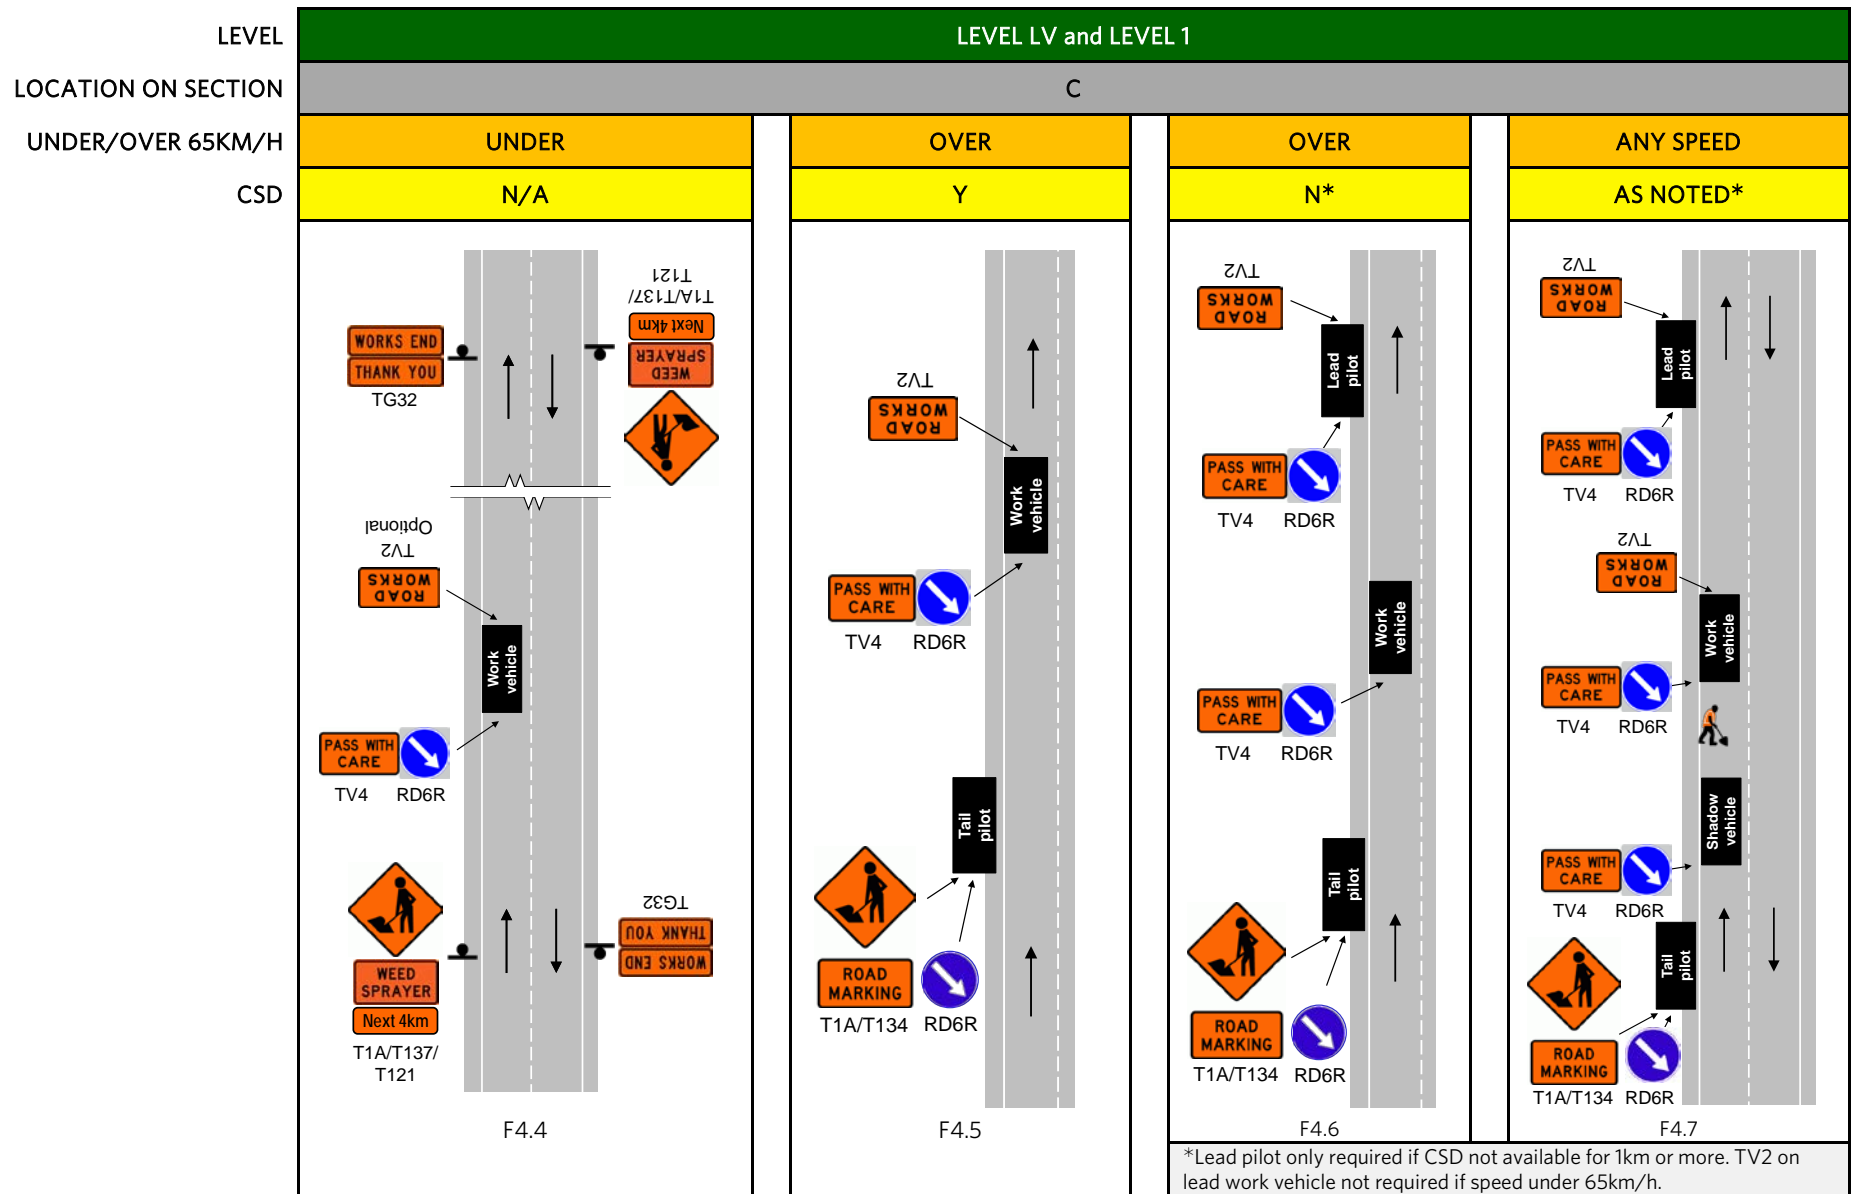 LEVEL
LEVEL LV and LEVEL 1
LOCATION ON SECTION
C
UNDER/OVER 65KM/H
UNDER
OVER
OVER
ANY SPEED
CSD
N/A
Y
N*
AS NOTED*
WORKS END
THANK YOU
TG32
T1A/T137/
T121
Next 4km
WEED
SPRAYER
TV2
Optional
ROAD
WORKS
Work
vehicle
PASS WITH
CARE
TV4
RD6R
WEED
SPRAYER
Next 4km
T1A/T137/
T121
TG32
WORKS END
THANK YOU
F4.4
TV2
ROAD
WORKS
Work
vehicle
PASS WITH
CARE
TV4
RD6R
Tail
pilot
ROAD
MARKING
T1A/T134
RD6R
F4.5
TV2
ROAD
WORKS
Lead
pilot
PASS WITH
CARE
TV4
RD6R
Work
vehicle
PASS WITH
CARE
TV4
RD6R
Tail
pilot
ROAD
MARKING
T1A/T134
RD6R
F4.6
TV2
ROAD
WORKS
Lead
pilot
PASS WITH
CARE
TV4
RD6R
TV2
ROAD
WORKS
Work
vehicle
PASS WITH
CARE
TV4
RD6R
Shadow
vehicle
PASS WITH
CARE
TV4
RD6R
Tail
pilot
ROAD
MARKING
T1A/T134
RD6R
F4.7
*Lead pilot only required if CSD not available for 1km or more. TV2 on
lead work vehicle not required if speed under 65km/h.